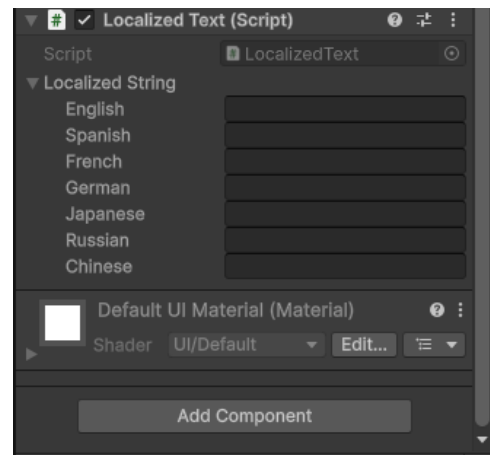 Localized Text (Script)
Script LocalizedText
Localized String
English
Spanish
French
German
Japanese
Russian
Chinese
Default UI Material (Material)
Shader UI/Default Edit...
Add Component